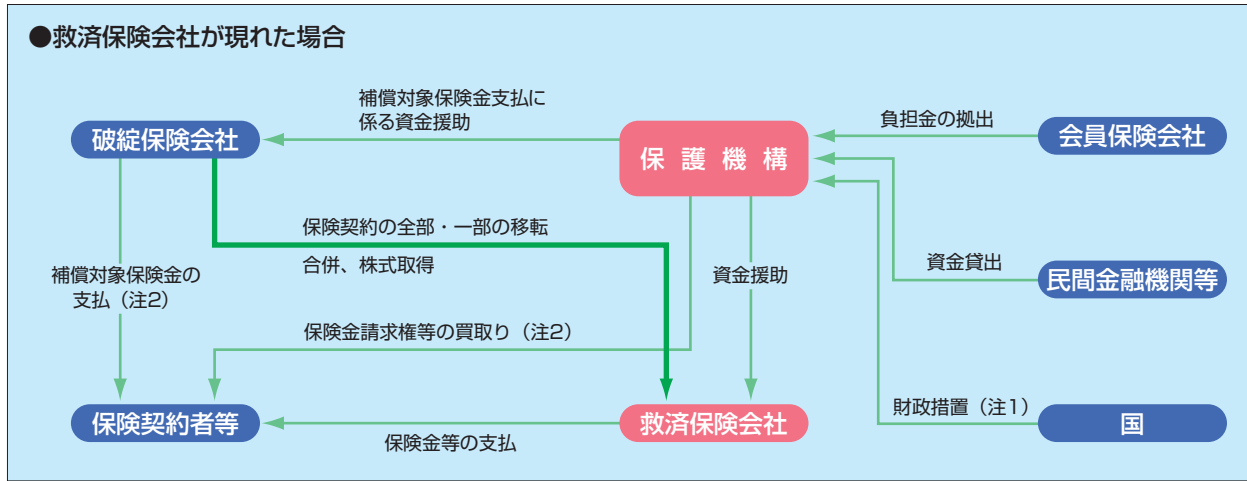 ●救済保険会社が現れた場合
補償対象保険金支払に
係る資金援助
負担金の拠出
破綻保険会社
保護機構
会員保険会社
保険契約の全部・一部の移転
合併、株式取得
補償対象保険金の
支払（注2）
資金援助
資金貸出
民間金融機関等
保険金請求権等の買取り（注2）
財政措置（注1）
保険契約者等
保険金等の支払
救済保険会社
国